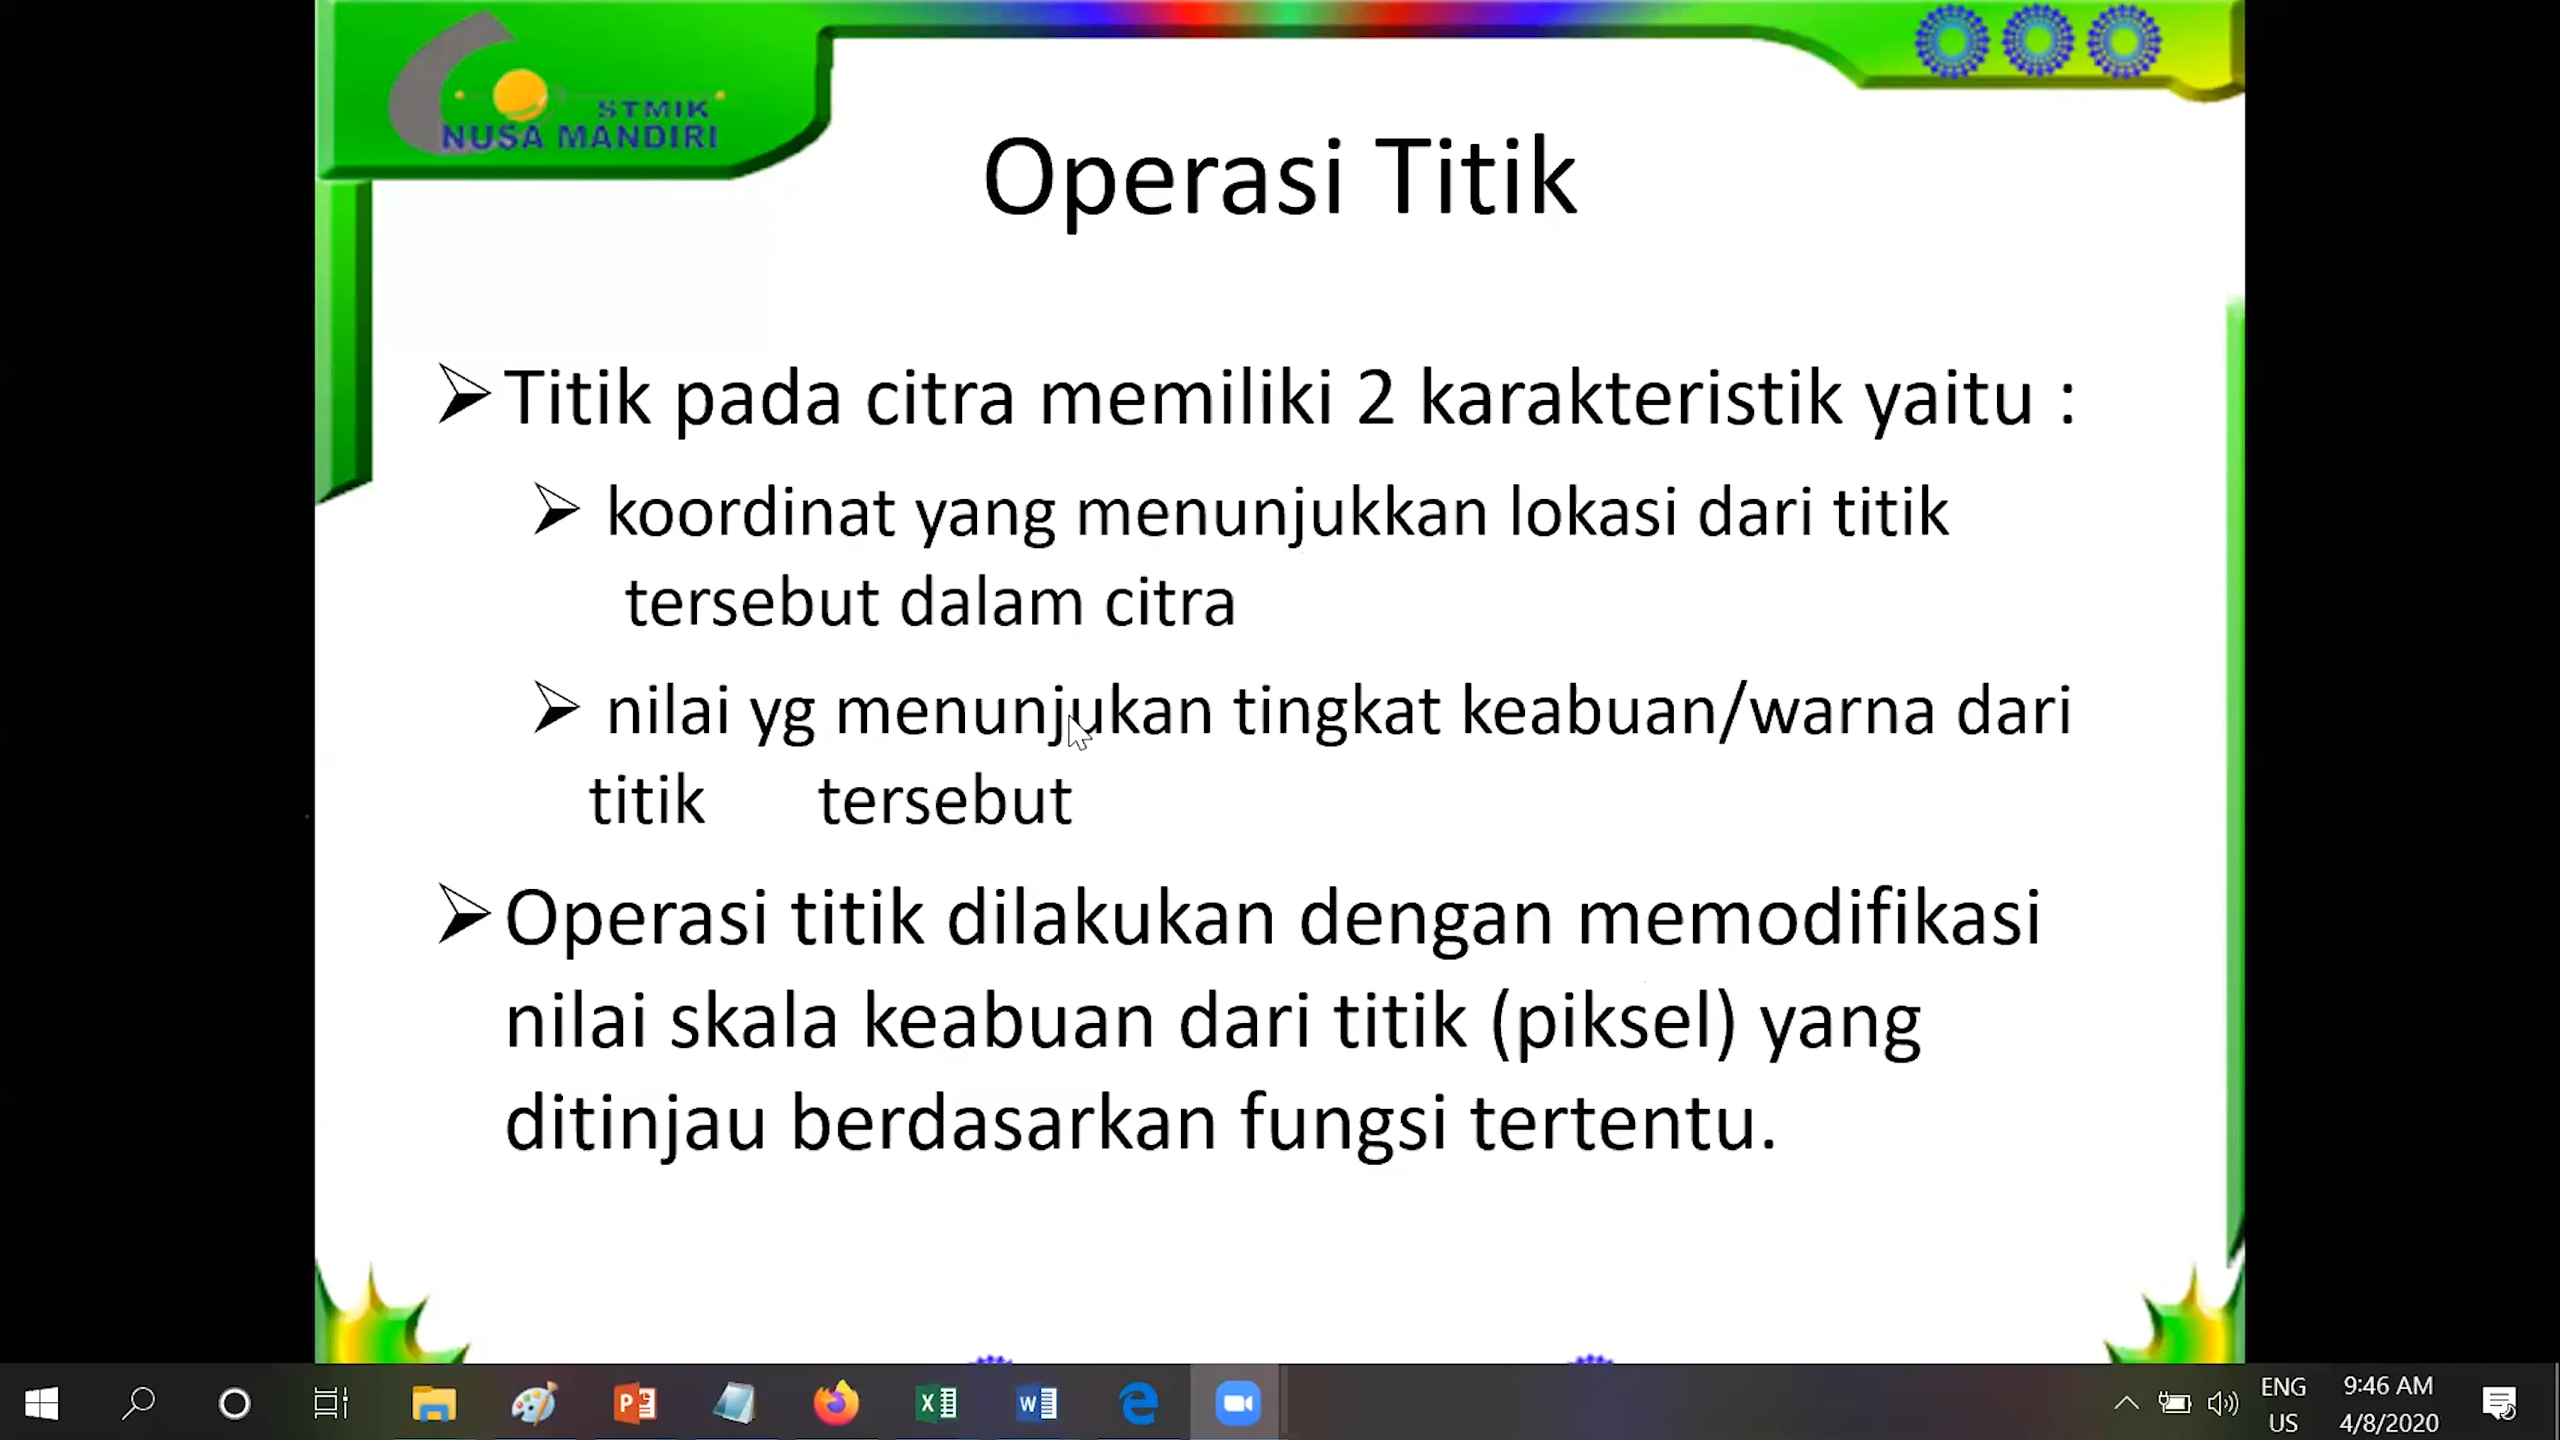 STMIK
NUSA MANDIRI
Operasi Titik
Titik pada citra memiliki 2 karakteristik yaitu :
koordinat yang menunjukkan lokasi dari titik
tersebut dalam citra
nilai yg menunjukan tingkat keabuan/warna dari
titik tersebut
Operasi titik dilakukan dengan memodifikasi
nilai skala keabuan dari titik (piksel) yang
ditinjau berdasarkan fungsi tertentu.
ENG
US
9:46 AM
4/8/2020